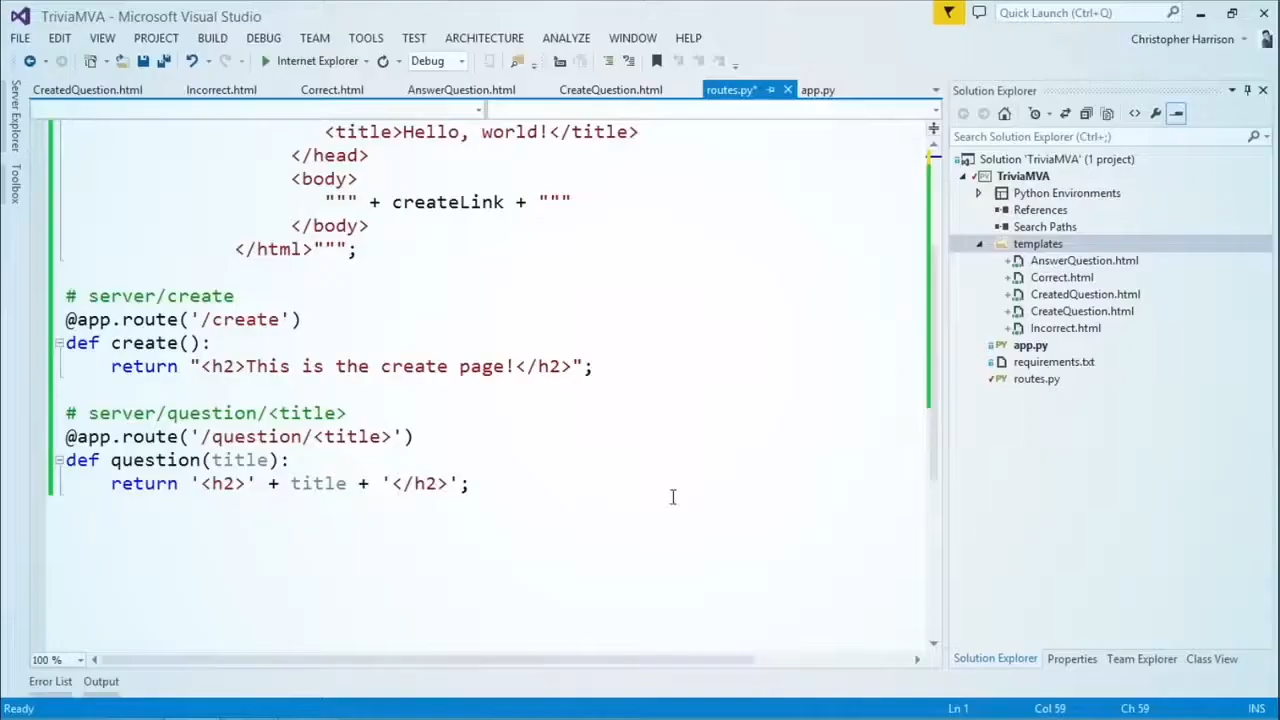 TriviaMVA - Microsoft Visual Studio
Quick Launch (Ctrl+Q)
FILE EDIT VIEW PROJECT BUILD DEBUG TEAM TOOLS TEST ARCHITECTURE ANALYZE WINDOW HELP
Christopher Harrison
Internet Explorer Debug
Server Explorer
Toolbox
CreatedQuestion.html Incorrect.html Correct.html AnswerQuestion.html CreateQuestion.html routes.py* app.py
<title>Hello, world!</title>
</head>
<body>
""" + createLink + """
</body>
</html>""";
# server/create
@app.route('/create')
def create():
return "<h2>This is the create page!</h2>";
# server/question/<title>
@app.route('/question/<title>')
def question(title):
return '<h2>' + title + '</h2>';
100 %
Solution Explorer
Search Solution Explorer (Ctrl+;)
Solution 'TriviaMVA' (1 project)
TriviaMVA
Python Environments
References
Search Paths
templates
AnswerQuestion.html
Correct.html
CreatedQuestion.html
CreateQuestion.html
Incorrect.html
PY app.py
requirements.txt
PY routes.py
Solution Explorer Properties Team Explorer Class View
Error List Output
Ready Ln 1 Col 59 Ch 59 INS